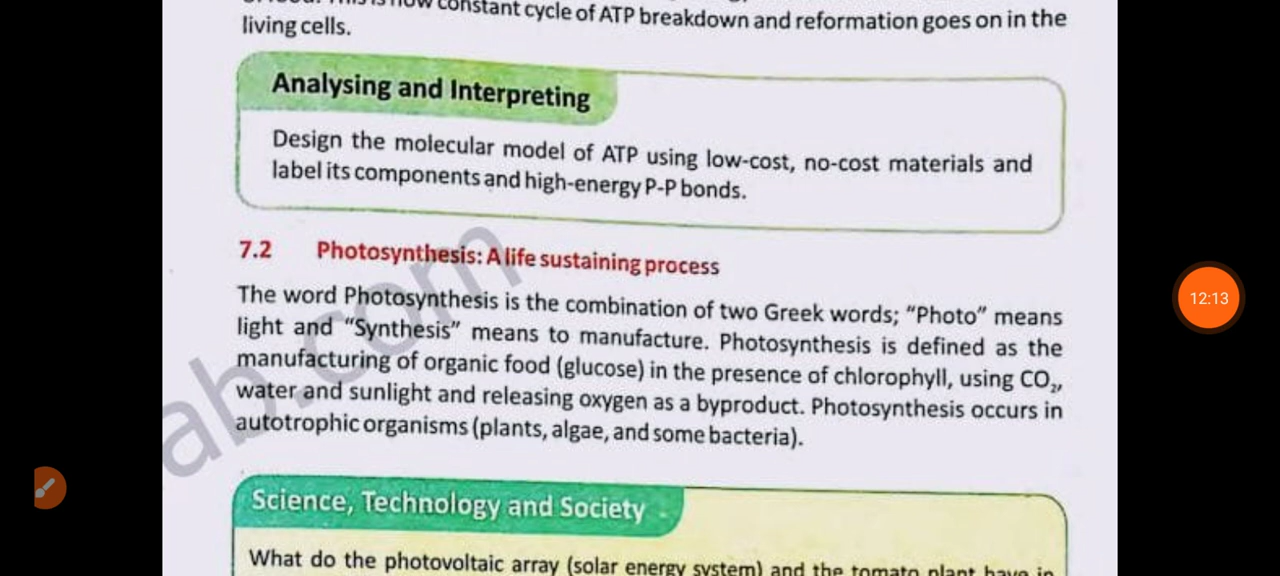 constant cycle of ATP breakdown and reformation goes on in the
living cells.
Analysing and Interpreting
Design the molecular model of ATP using low-cost, no-cost materials and
label its components and high-energy P-P bonds.
7.2 Photosynthesis: A life sustaining process
The word Photosynthesis is the combination of two Greek words; “Photo” means
light and “Synthesis” means to manufacture. Photosynthesis is defined as the
manufacturing of organic food (glucose) in the presence of chlorophyll, using CO₂,
water and sunlight and releasing oxygen as a byproduct. Photosynthesis occurs in
autotrophic organisms (plants, algae, and some bacteria).
Science, Technology and Society
What do the photovoltaic array (solar energy system) and the tomato plant have in
ab.com
12:13